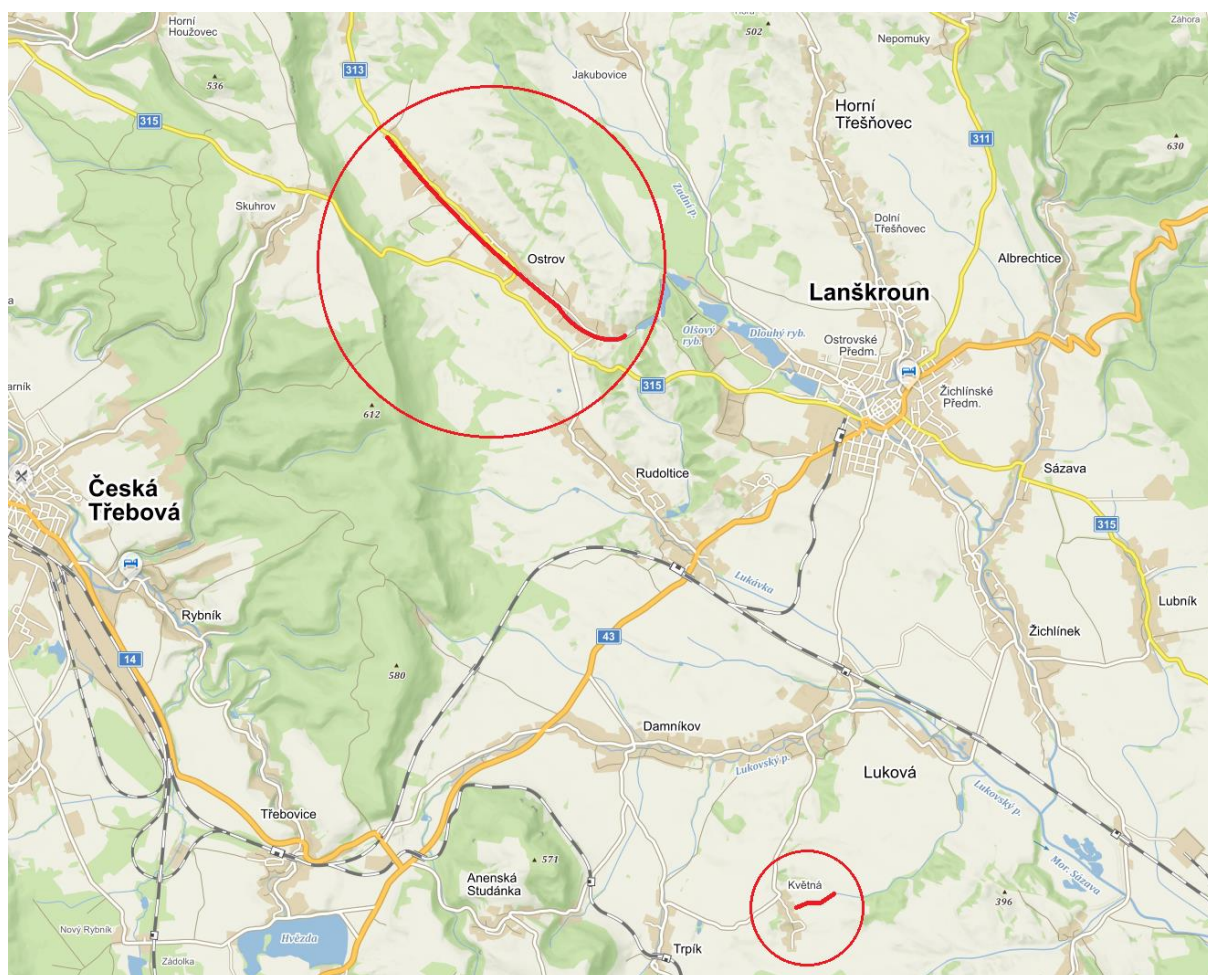 Horní
Houžovec
502
Nepomuky
Záhora
313
Jakubovice
536
315
Horní
Třešňovec
311
630
Zadní p.
Skuhrov
Dolní
Třešňovec
Ostrov
Albrechtice
Lanškroun
Olšový
ryb.
Dlouhý ryb.
Ostrovské
Předm.
315
Žichlínské
Předm.
612
Rudoltice
Sázava
Česká
Třebová
315
Lukávka
Lubník
Rybník
Žichlínek
43
14
580
Damníkov
Lukovský p.
Luková
Lukovský p.
Třebovice
571
Anenská
Studánka
Květná
Mor. Sázava
396
Nový Rybník
Hvězda
Trpík
Zádolka